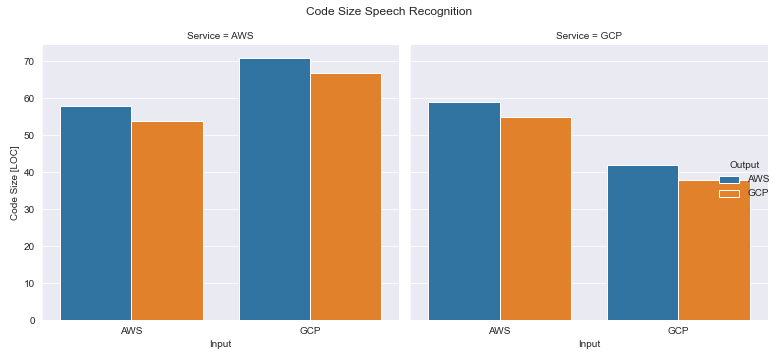 Code Size Speech Recognition
Service = AWS
Service = GCP
Code Size [LOC]
70
60
50
40
30
20
10
0
AWS
GCP
Input
AWS
GCP
Input
Output
AWS
GCP